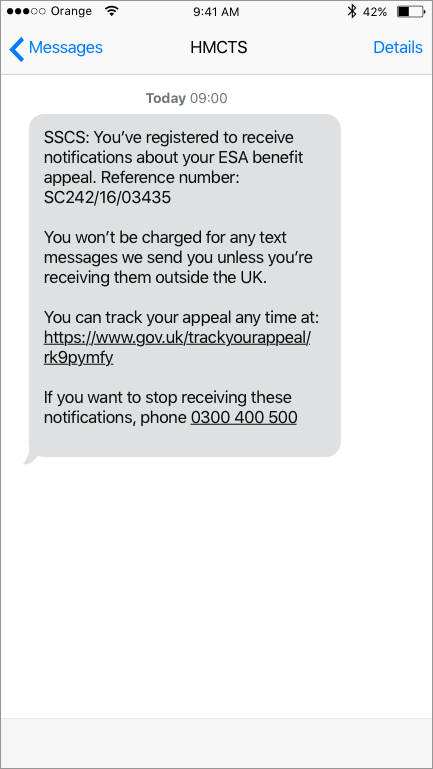 Orange 9:41 AM 42%
Messages HMCTS Details
Today 09:00
SSCS: You’ve registered to receive
notifications about your ESA benefit
appeal. Reference number:
SC242/16/03435
You won’t be charged for any text
messages we send you unless you’re
receiving them outside the UK.
You can track your appeal any time at:
https://www.gov.uk/trackyourappeal/
rk9pymfy
If you want to stop receiving these
notifications, phone 0300 400 500